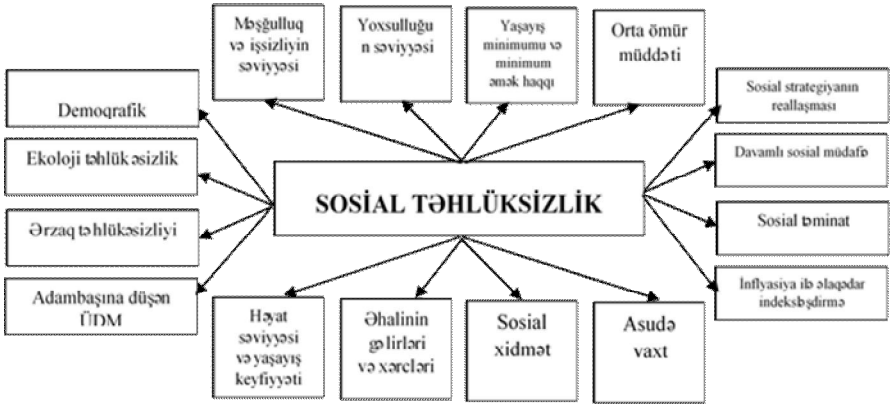 Məşğulluq
və işsizliyin
səviyyəsi
Yoxsulluğu
n səviyyəsi
Yaşayış
minimumu və
minimum
əmək haqqı
Orta ömür
müddəti
Demoqrafik
Ekoloji təhlükəsizlik
Ərzaq təhlükəsizliyi
Adambaşına düşən
ÜDM
SOSİAL TƏHLÜKSİZLİK
Sosial strategiyanın
reallaşması
Davamlı sosial müdafiə
Sosial təminat
İnflyasiya ilə əlaqədar
indeksləşdirmə
Həyat
səviyyəsi
və yaşayış
keyfiyyəti
Əhalinin
gəlirləri
və xərcləri
Sosial
xidmət
Asudə
vaxt